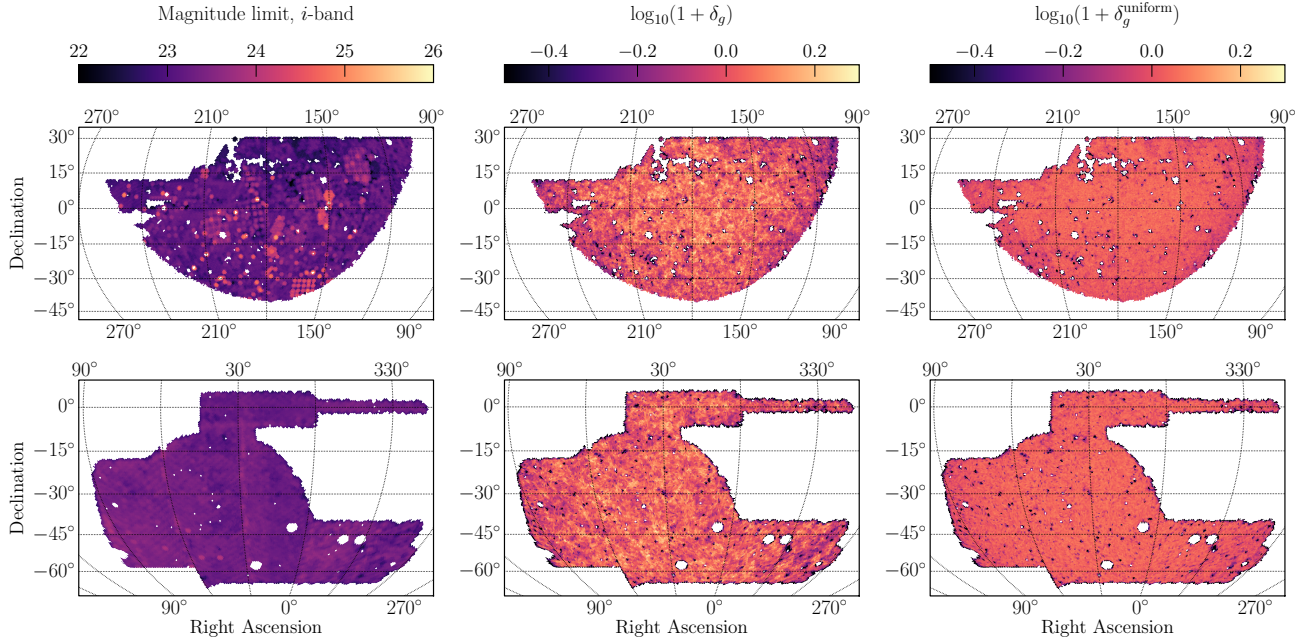 Magnitude limit, i-band
log₁₀(1 + δ_g)
log₁₀(1 + δ_g^uniform)
22 23 24 25 26
−0.4 −0.2 0.0 0.2
−0.4 −0.2 0.0 0.2
270° 210° 150° 90°
270° 210° 150° 90°
270° 210° 150° 90°
Declination
30°
15°
0°
−15°
−30°
−45°
30°
15°
0°
−15°
−30°
−45°
30°
15°
0°
−15°
−30°
−45°
270° 210° 150° 90°
270° 210° 150° 90°
270° 210° 150° 90°
90° 30° 330°
90° 30° 330°
90° 30° 330°
Declination
0°
−15°
−30°
−45°
−60°
0°
−15°
−30°
−45°
−60°
0°
−15°
−30°
−45°
−60°
90° 0° 270°
90° 0° 270°
90° 0° 270°
Right Ascension
Right Ascension
Right Ascension